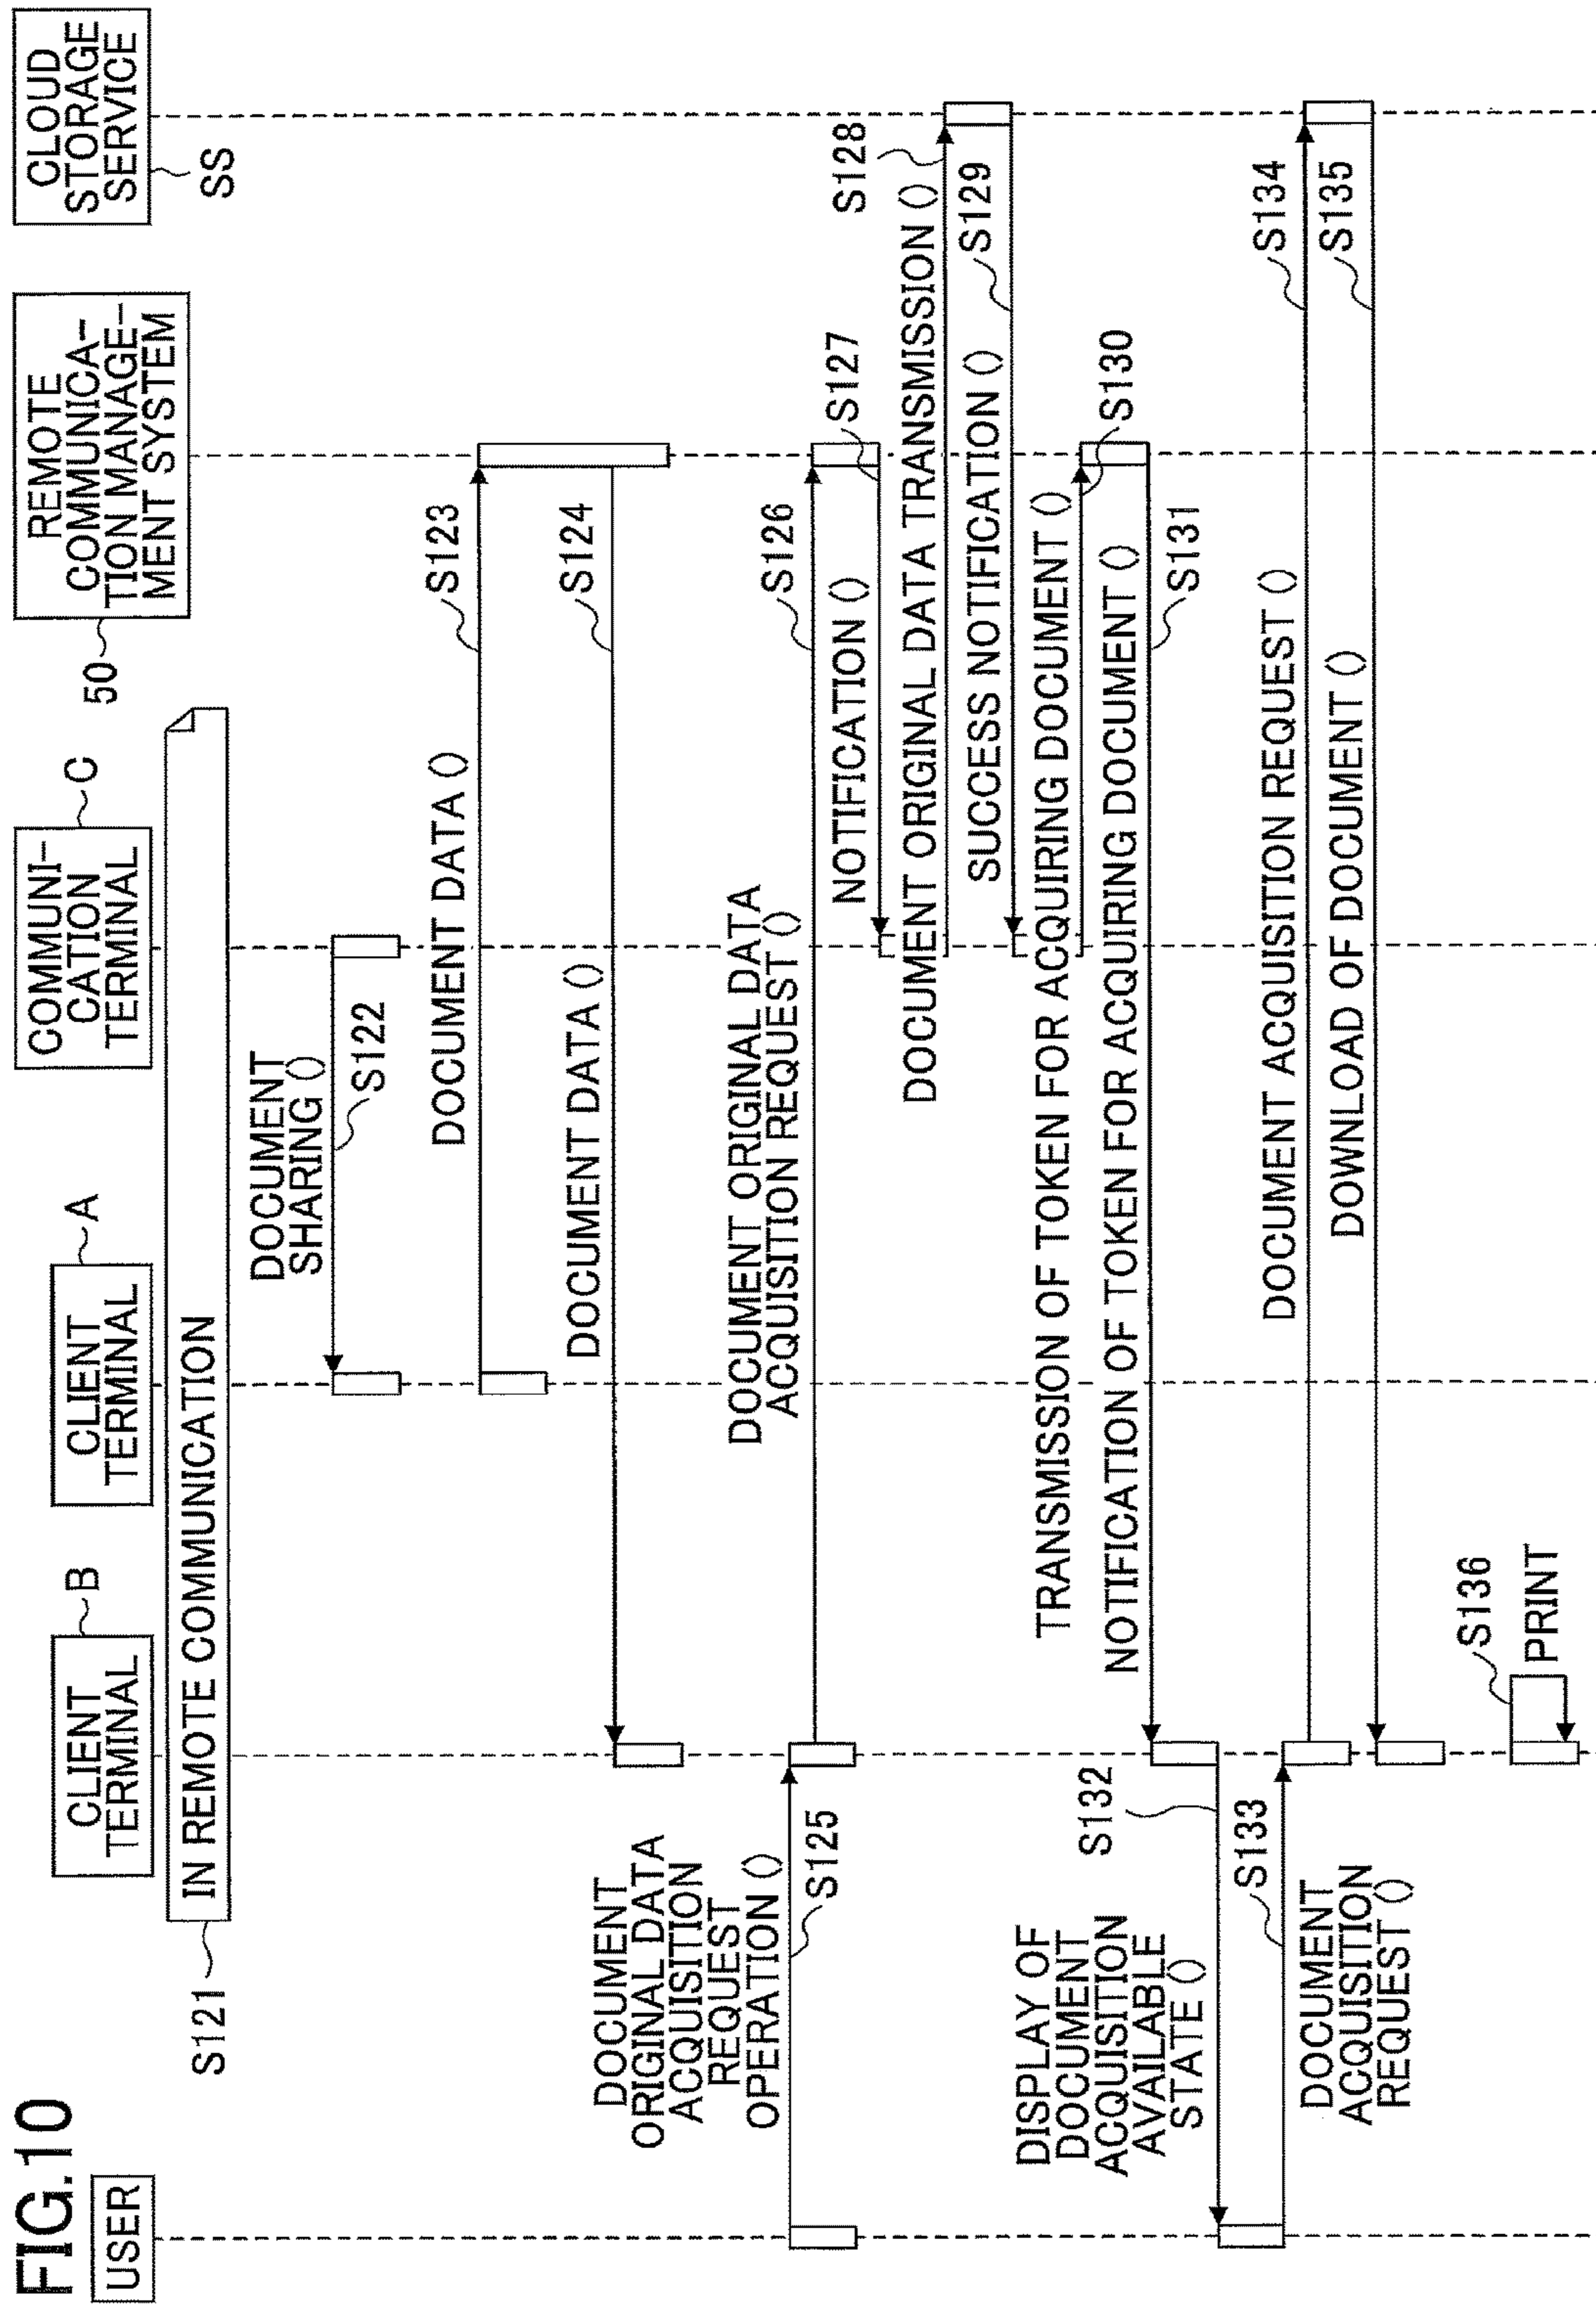 FIG.10
USER
CLIENT
TERMINAL
B
CLIENT
TERMINAL
A
COMMUNI-
CATION
TERMINAL
C
REMOTE
COMMUNICA-
TION MANAGE-
MENT SYSTEM
50
CLOUD
STORAGE
SERVICE
SS
S121
IN REMOTE COMMUNICATION
DOCUMENT
SHARING ()
S122
DOCUMENT DATA ()
S123
DOCUMENT DATA ()
S124
DOCUMENT
ORIGINAL DATA
ACQUISITION
REQUEST
OPERATION ()
S125
DOCUMENT ORIGINAL DATA
ACQUISITION REQUEST ()
S126
NOTIFICATION ()
S127
DOCUMENT ORIGINAL DATA TRANSMISSION ()
S128
SUCCESS NOTIFICATION ()
S129
TRANSMISSION OF TOKEN FOR ACQUIRING DOCUMENT ()
S130
NOTIFICATION OF TOKEN FOR ACQUIRING DOCUMENT ()
S131
DISPLAY OF
DOCUMENT
ACQUISITION
AVAILABLE
STATE ()
S132
S133
DOCUMENT
ACQUISITION
REQUEST ()
DOCUMENT ACQUISITION REQUEST ()
S134
DOWNLOAD OF DOCUMENT ()
S135
S136
PRINT